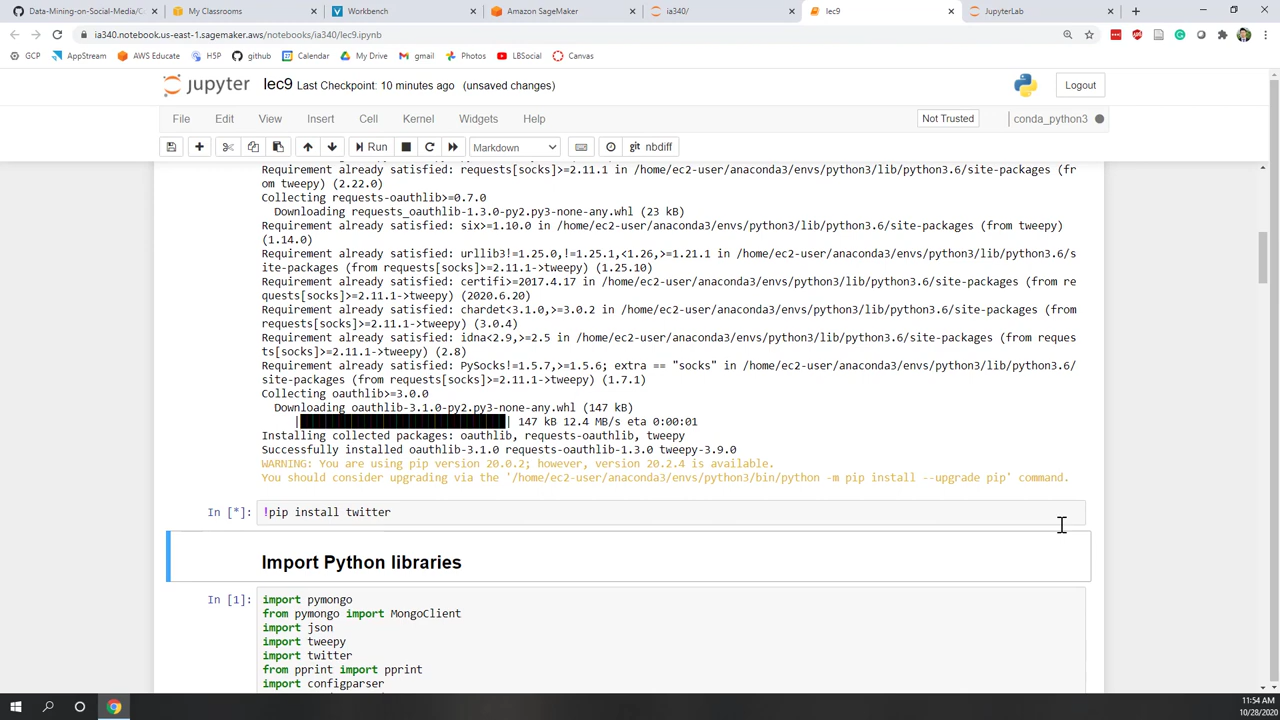 Data-Mining-on-Social-Media/C
My Classrooms
Workbench
Amazon SageMaker
ia340/
lec9
JupyterLab
ia340.notebook.us-east-1.sagemaker.aws/notebooks/ia340/lec9.ipynb
GCP
AppStream
AWS Educate
H5P
github
Calendar
gmail
Photos
LBSocial
Canvas
jupyter
lec9 Last Checkpoint: 10 minutes ago (unsaved changes)
Logout
File
Edit
View
Insert
Cell
Kernel
Widgets
Help
Not Trusted
conda_python3
Run
Markdown
git nbdiff
Requirement already satisfied: requests[socks]>=2.11.1 in /home/ec2-user/anaconda3/envs/python3/lib/python3.6/site-packages (fr
om tweepy) (2.22.0)
Collecting requests-oauthlib>=0.7.0
Downloading requests_oauthlib-1.3.0-py2.py3-none-any.whl (23 kB)
Requirement already satisfied: six>=1.10.0 in /home/ec2-user/anaconda3/envs/python3/lib/python3.6/site-packages (from tweepy)
(1.14.0)
Requirement already satisfied: urllib3!=1.25.0,!=1.25.1,<1.26,>=1.21.1 in /home/ec2-user/anaconda3/envs/python3/lib/python3.6/s
ite-packages (from requests[socks]>=2.11.1->tweepy) (1.25.10)
Requirement already satisfied: certifi>=2017.4.17 in /home/ec2-user/anaconda3/envs/python3/lib/python3.6/site-packages (from re
quests[socks]>=2.11.1->tweepy) (2020.6.20)
Requirement already satisfied: chardet<3.1.0,>=3.0.2 in /home/ec2-user/anaconda3/envs/python3/lib/python3.6/site-packages (from
requests[socks]>=2.11.1->tweepy) (3.0.4)
Requirement already satisfied: idna<2.9,>=2.5 in /home/ec2-user/anaconda3/envs/python3/lib/python3.6/site-packages (from reques
ts[socks]>=2.11.1->tweepy) (2.8)
Requirement already satisfied: PySocks!=1.5.7,>=1.5.6; extra == "socks" in /home/ec2-user/anaconda3/envs/python3/lib/python3.6/
site-packages (from requests[socks]>=2.11.1->tweepy) (1.7.1)
Collecting oauthlib>=3.0.0
Downloading oauthlib-3.1.0-py2.py3-none-any.whl (147 kB)
| 147 kB 12.4 MB/s eta 0:00:01
Installing collected packages: oauthlib, requests-oauthlib, tweepy
Successfully installed oauthlib-3.1.0 requests-oauthlib-1.3.0 tweepy-3.9.0
WARNING: You are using pip version 20.0.2; however, version 20.2.4 is available.
You should consider upgrading via the '/home/ec2-user/anaconda3/envs/python3/bin/python -m pip install --upgrade pip' command.
In [*]: !pip install twitter
Import Python libraries
In [1]: import pymongo
from pymongo import MongoClient
import json
import tweepy
import twitter
from pprint import pprint
import configparser
11:54 AM
10/28/2020